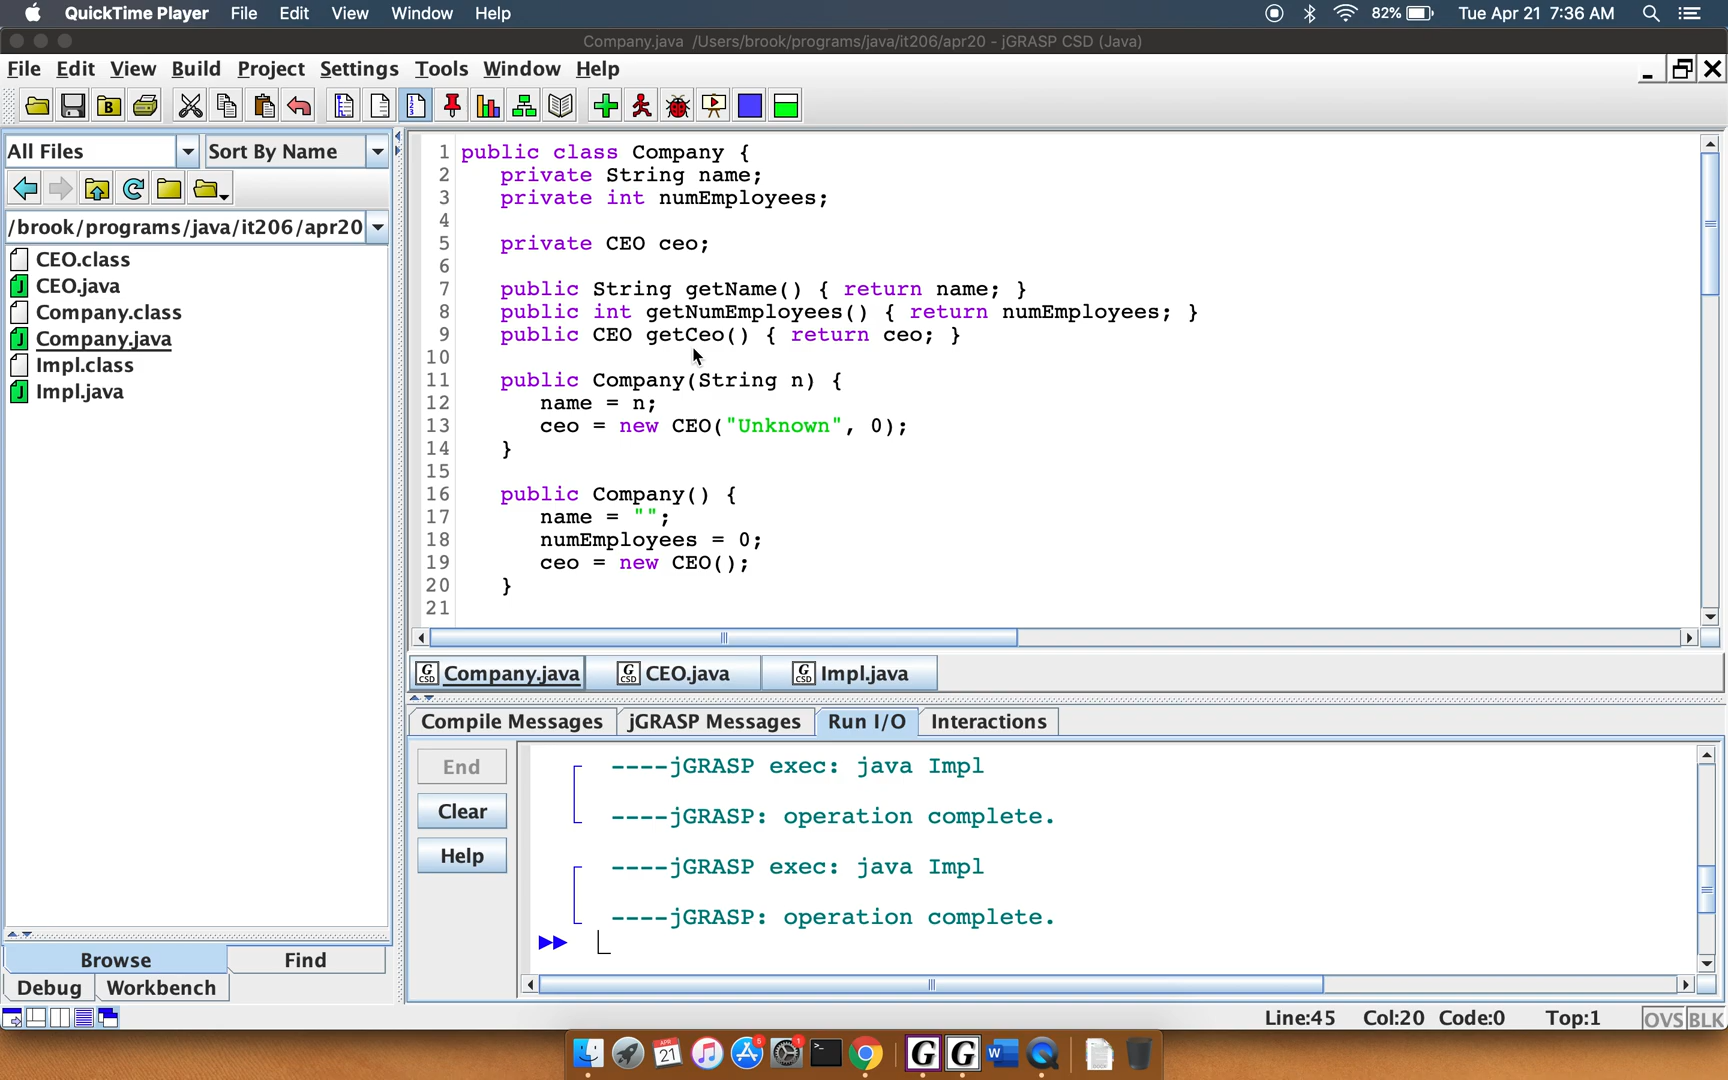 QuickTime Player File Edit View Window Help 82% Tue Apr 21 7:36 AM
Company.java /Users/brook/programs/java/it206/apr20 - jGRASP CSD (Java)
File Edit View Build Project Settings Tools Window Help
All Files Sort By Name
/brook/programs/java/it206/apr20
CEO.class
CEO.java
Company.class
Company.java
Impl.class
Impl.java
1 public class Company {
2 private String name;
3 private int numEmployees;
4
5 private CEO ceo;
6
7 public String getName() { return name; }
8 public int getNumEmployees() { return numEmployees; }
9 public CEO getCeo() { return ceo; }
10
11 public Company(String n) {
12 name = n;
13 ceo = new CEO("Unknown", 0);
14 }
15
16 public Company() {
17 name = "";
18 numEmployees = 0;
19 ceo = new CEO();
20 }
21
Company.java CEO.java Impl.java
Compile Messages jGRASP Messages Run I/O Interactions
End
Clear
Help
----jGRASP exec: java Impl
----jGRASP: operation complete.
----jGRASP exec: java Impl
----jGRASP: operation complete.
Browse Find
Debug Workbench
Line:45 Col:20 Code:0 Top:1 OVS BLK